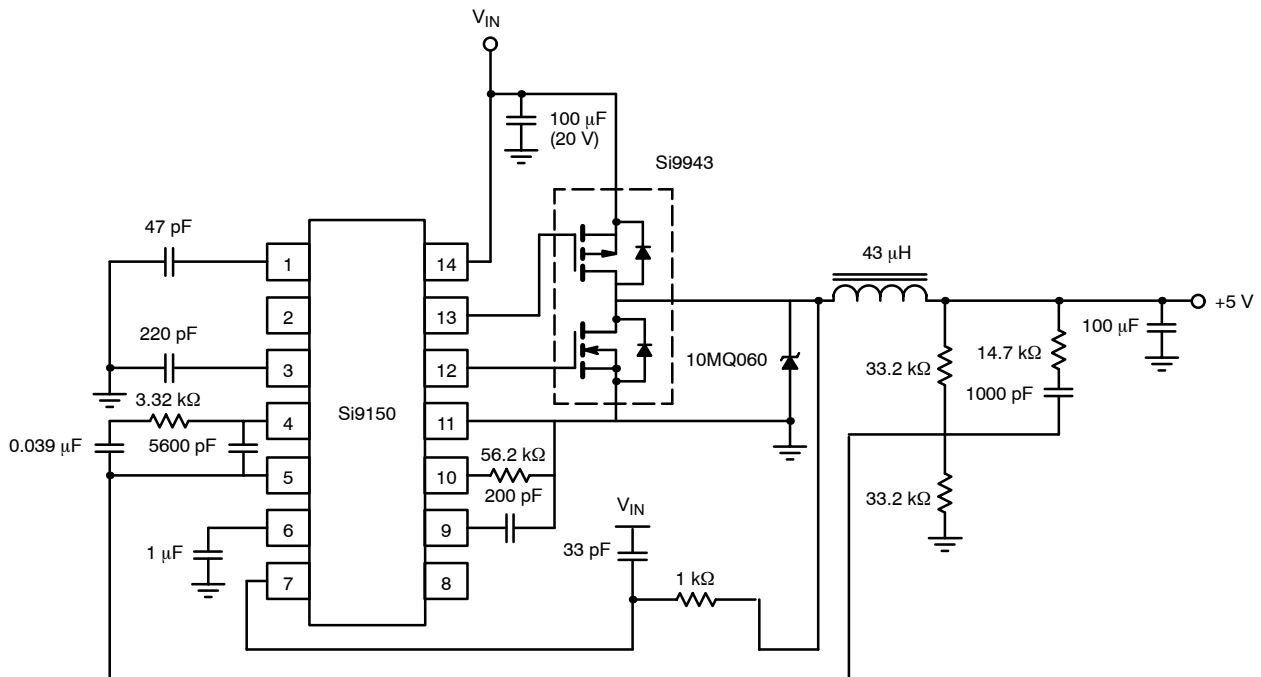 V_IN
100 μF
(20 V)
Si9943
47 pF
1
14
43 μH
2
13
+5 V
220 pF
100 μF
3
12
10MQ060
33.2 kΩ
14.7 kΩ
1000 pF
3.32 kΩ
Si9150
4
11
0.039 μF
5600 pF
56.2 kΩ
5
10
200 pF
33.2 kΩ
V_IN
6
9
1 μF
33 pF
7
8
1 kΩ